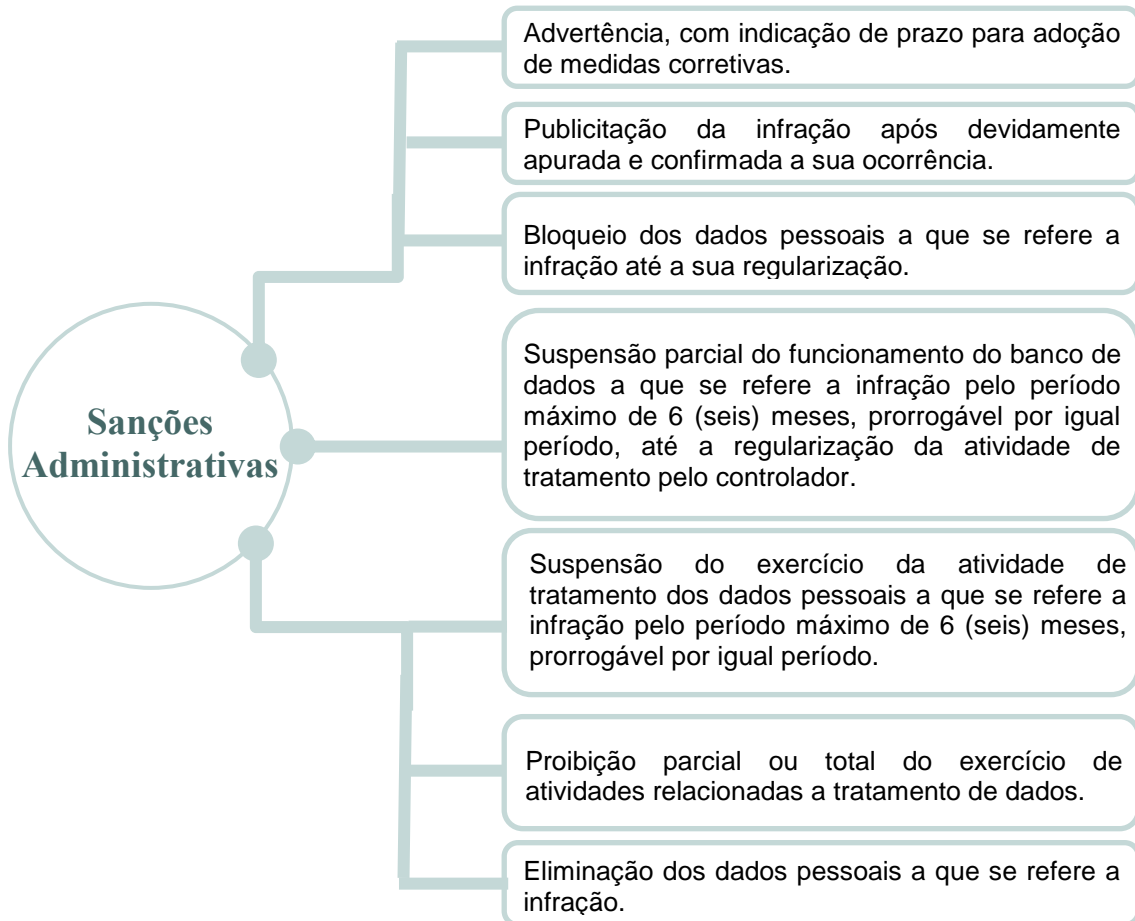 Advertência, com indicação de prazo para adoção
de medidas corretivas.
Publicitação da infração após devidamente
apurada e confirmada a sua ocorrência.
Bloqueio dos dados pessoais a que se refere a
infração até a sua regularização.
Sanções
Administrativas
Suspensão parcial do funcionamento do banco de
dados a que se refere a infração pelo período
máximo de 6 (seis) meses, prorrogável por igual
período, até a regularização da atividade de
tratamento pelo controlador.
Suspensão do exercício da atividade de
tratamento dos dados pessoais a que se refere a
infração pelo período máximo de 6 (seis) meses,
prorrogável por igual período.
Proibição parcial ou total do exercício de
atividades relacionadas a tratamento de dados.
Eliminação dos dados pessoais a que se refere a
infração.